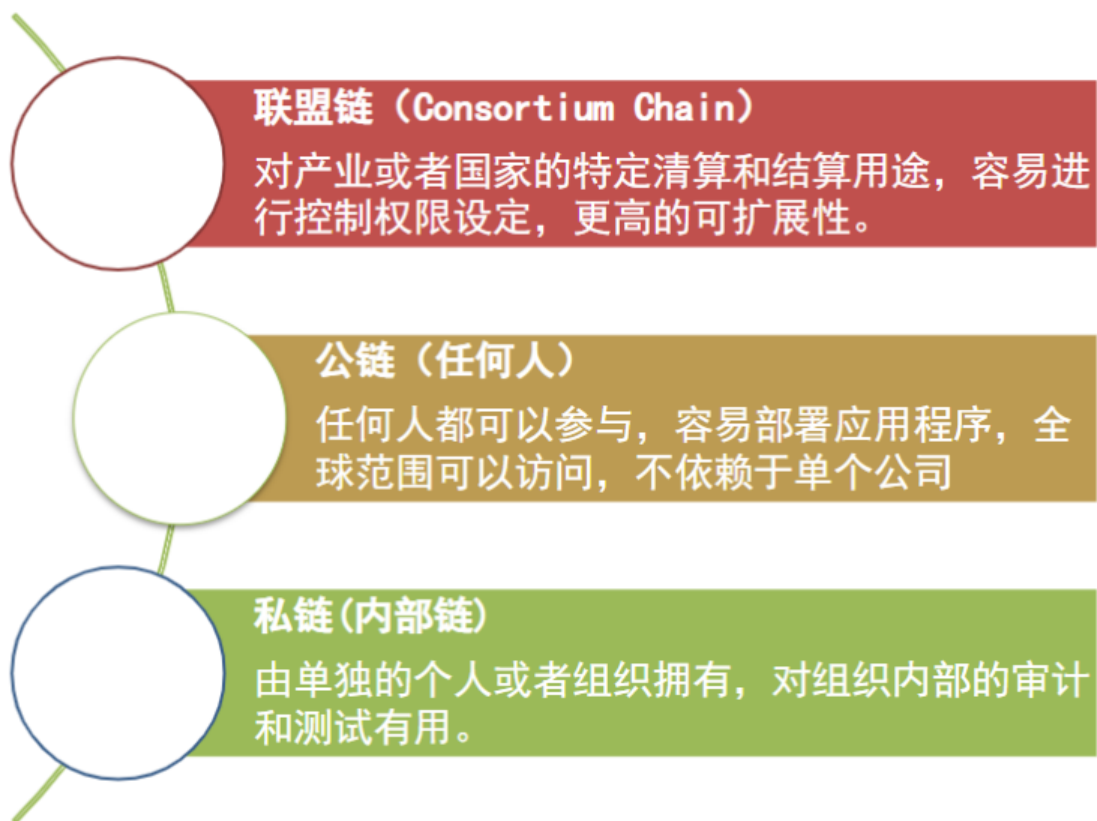 联盟链（Consortium Chain）
对产业或者国家的特定清算和结算用途，容易进
行控制权限设定，更高的可扩展性。
公链（任何人）
任何人都可以参与，容易部署应用程序，全
球范围可以访问，不依赖于单个公司
私链(内部链)
由单独的个人或者组织拥有，对组织内部的审计
和测试有用。